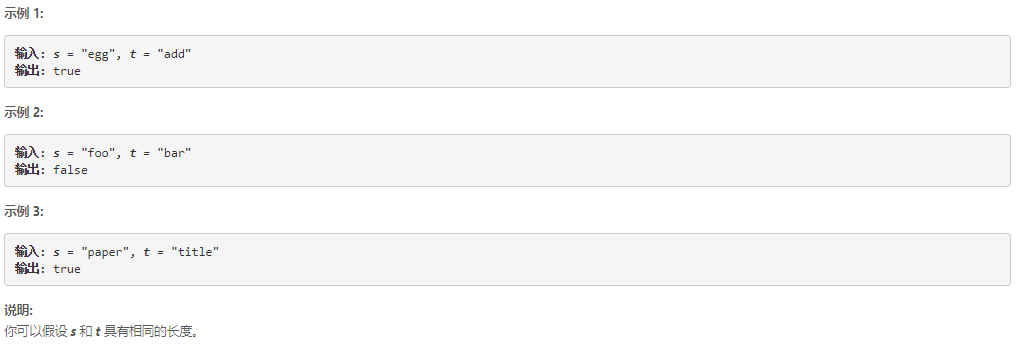 示例 1:
输入: s = "egg", t = "add"
输出: true
示例 2:
输入: s = "foo", t = "bar"
输出: false
示例 3:
输入: s = "paper", t = "title"
输出: true
说明:
你可以假设 s 和 t 具有相同的长度。